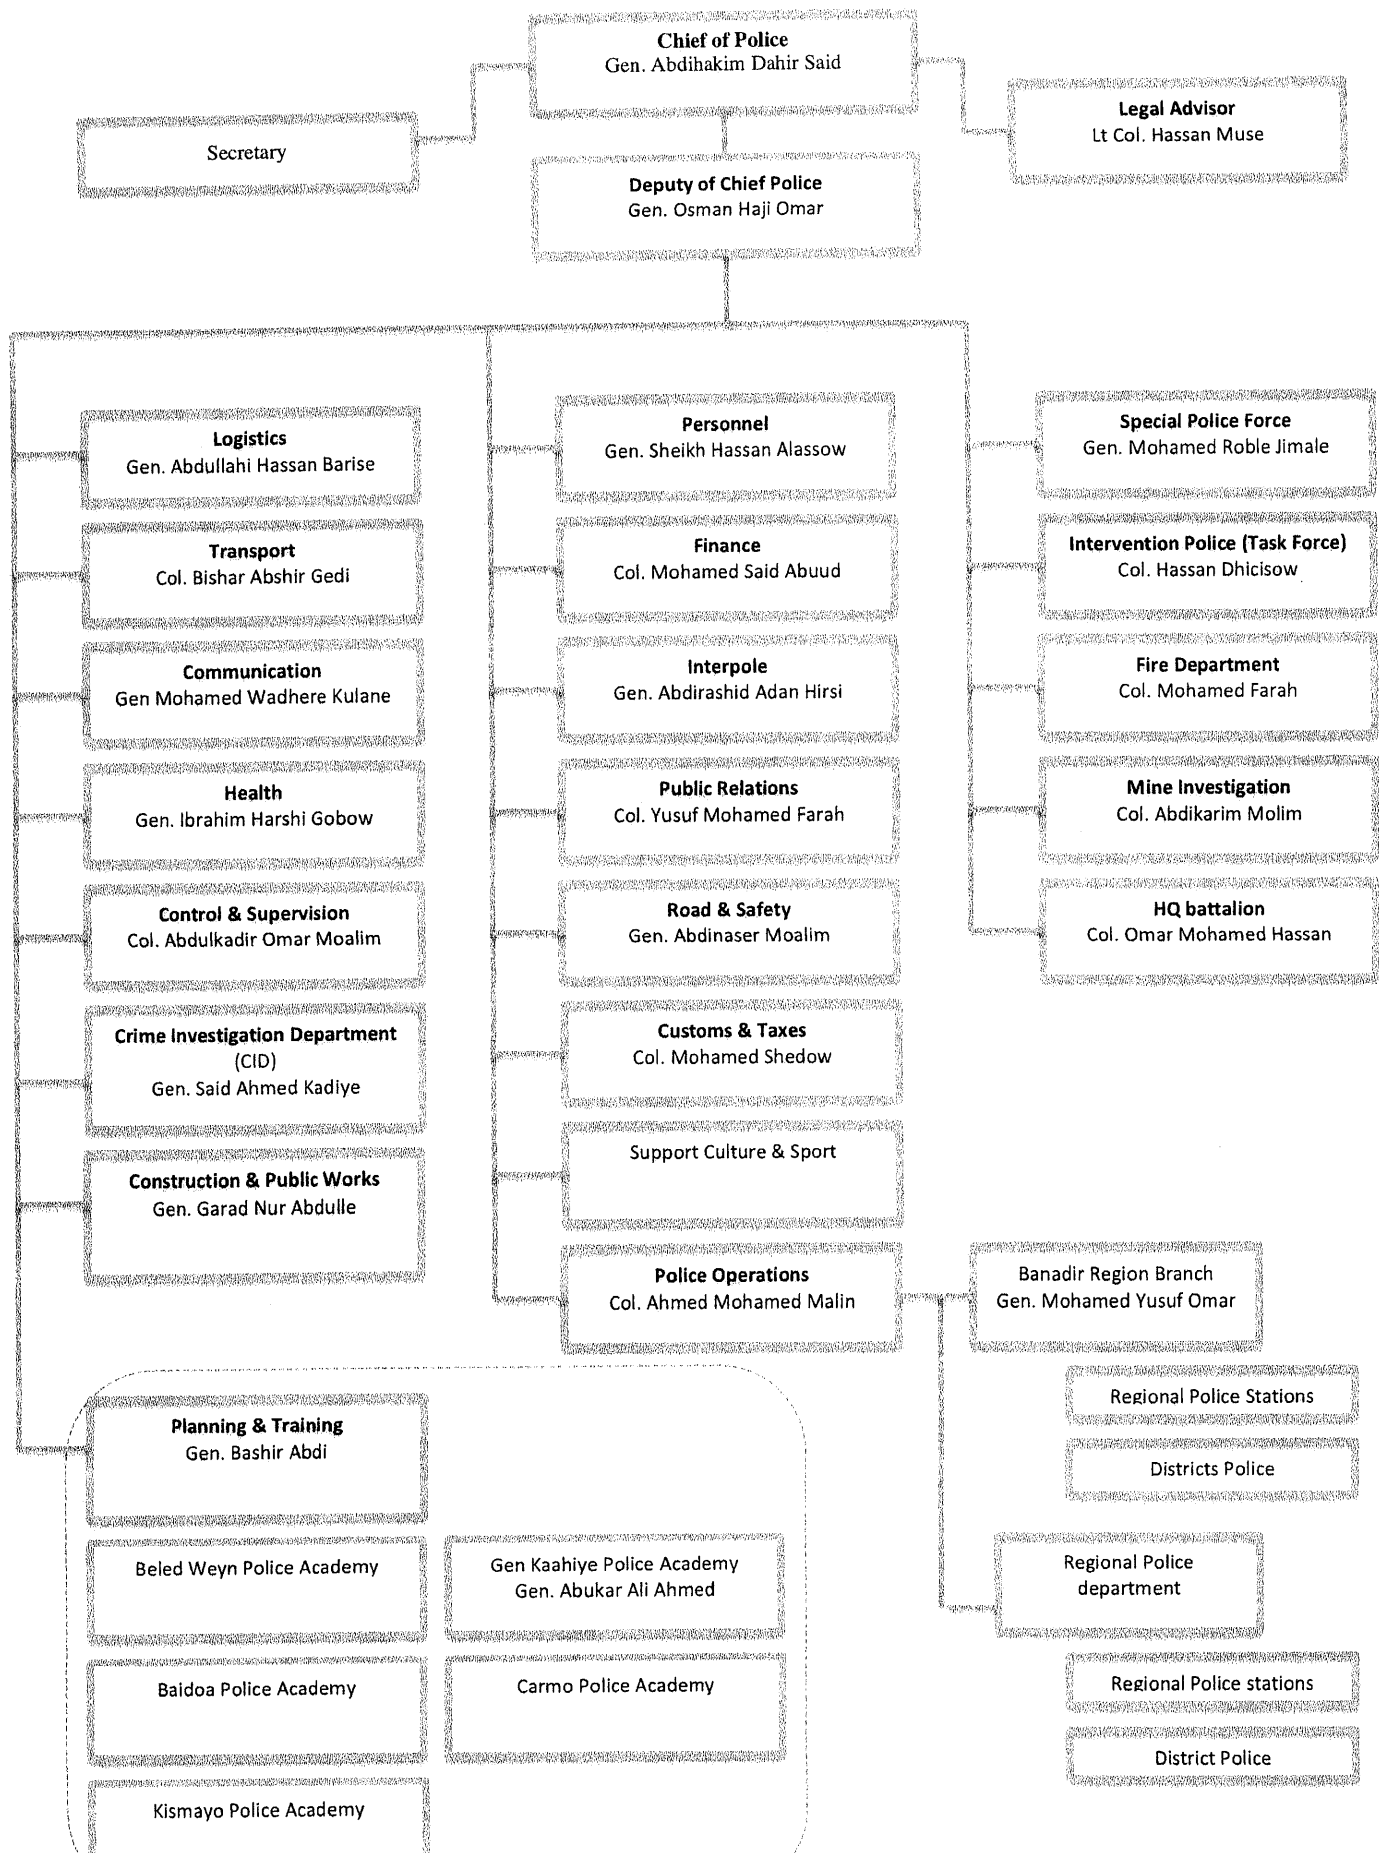 Chief of Police
Gen. Abdihakim Dahir Said
Secretary
Legal Advisor
Lt Col. Hassan Muse
Deputy of Chief Police
Gen. Osman Haji Omar
Logistics
Gen. Abdullahi Hassan Barise
Transport
Col. Bishar Abshir Gedi
Communication
Gen Mohamed Wadhere Kulane
Health
Gen. Ibrahim Harshi Gobow
Control & Supervision
Col. Abdulkadir Omar Moalim
Crime Investigation Department
(CID)
Gen. Said Ahmed Kadiye
Construction & Public Works
Gen. Garad Nur Abdulle
Personnel
Gen. Sheikh Hassan Alassow
Finance
Col. Mohamed Said Abuud
Interpole
Gen. Abdirashid Adan Hirsi
Public Relations
Col. Yusuf Mohamed Farah
Road & Safety
Gen. Abdinaser Moalim
Customs & Taxes
Col. Mohamed Shedow
Support Culture & Sport
Police Operations
Col. Ahmed Mohamed Malin
Special Police Force
Gen. Mohamed Roble Jimale
Intervention Police (Task Force)
Col. Hassan Dhicisow
Fire Department
Col. Mohamed Farah
Mine Investigation
Col. Abdikarim Molim
HQ battalion
Col. Omar Mohamed Hassan
Banadir Region Branch
Gen. Mohamed Yusuf Omar
Regional Police Stations
Districts Police
Regional Police
department
Regional Police stations
District Police
Planning & Training
Gen. Bashir Abdi
Beled Weyn Police Academy
Gen Kaahiye Police Academy
Gen. Abukar Ali Ahmed
Baidoa Police Academy
Carmo Police Academy
Kismayo Police Academy